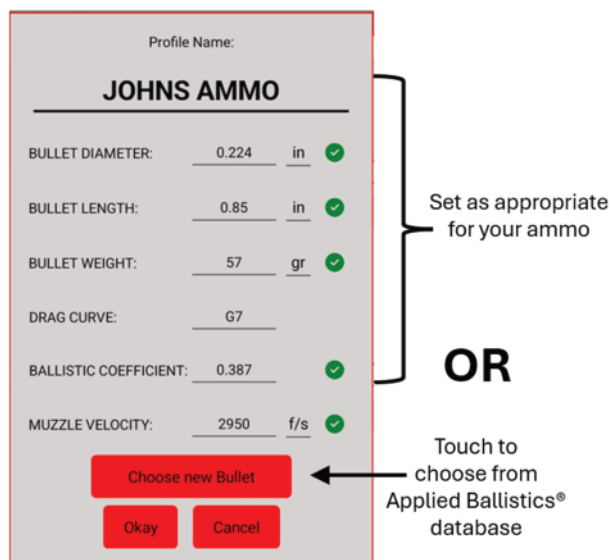 Profile Name:
JOHNS AMMO
BULLET DIAMETER: 0.224 in
BULLET LENGTH: 0.85 in
BULLET WEIGHT: 57 gr
DRAG CURVE: G7
BALLISTIC COEFFICIENT: 0.387
MUZZLE VELOCITY: 2950 f/s
Choose new Bullet
Okay Cancel
Set as appropriate
for your ammo
OR
Touch to
choose from
Applied Ballistics®
database